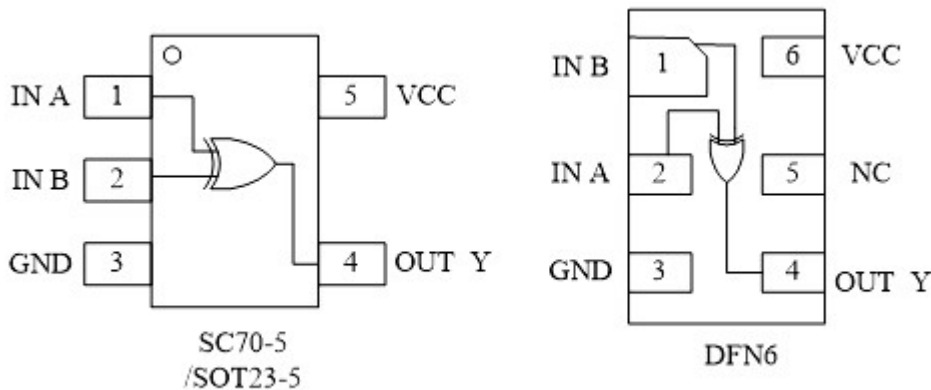 IN A 1 5 VCC
IN B 2
GND 3 4 OUT Y
SC70-5
/SOT23-5
IN B 1 6 VCC
IN A 2 5 NC
GND 3 4 OUT Y
DFN6